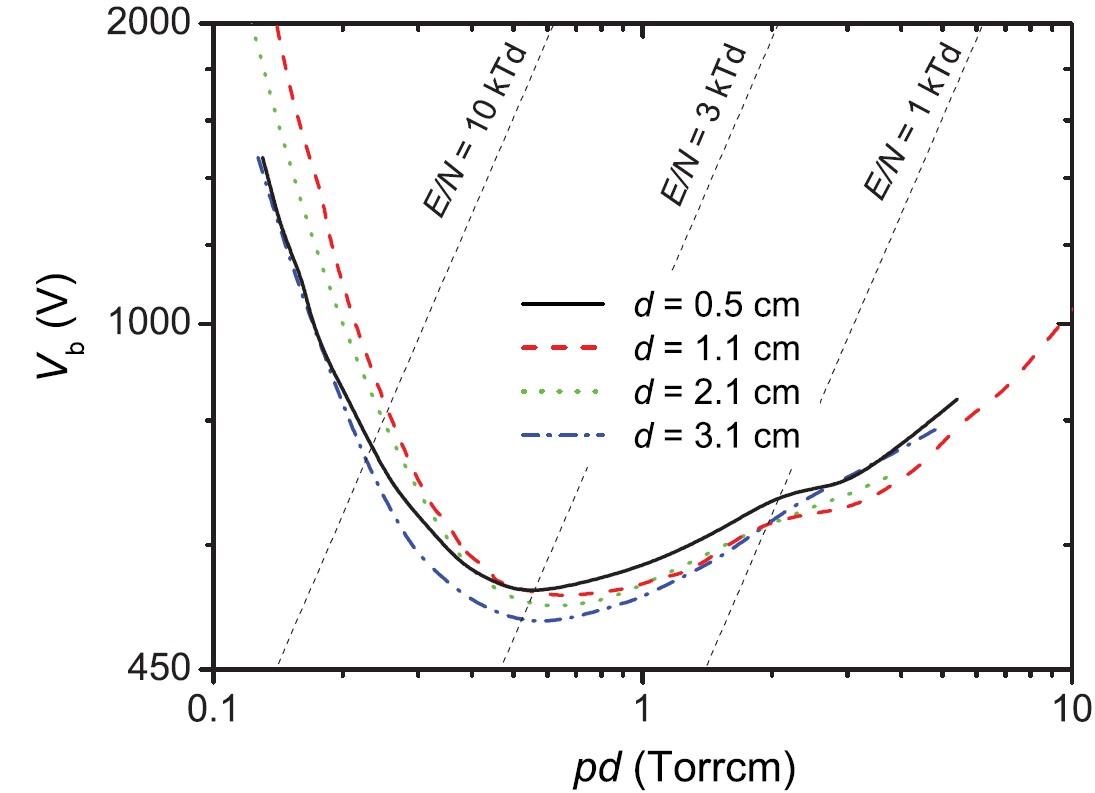 2000
1000
450
V_b (V)
E/N = 10 kTd
E/N = 3 kTd
E/N = 1 kTd
d = 0.5 cm
d = 1.1 cm
d = 2.1 cm
d = 3.1 cm
0.1
1
10
pd (Torrcm)